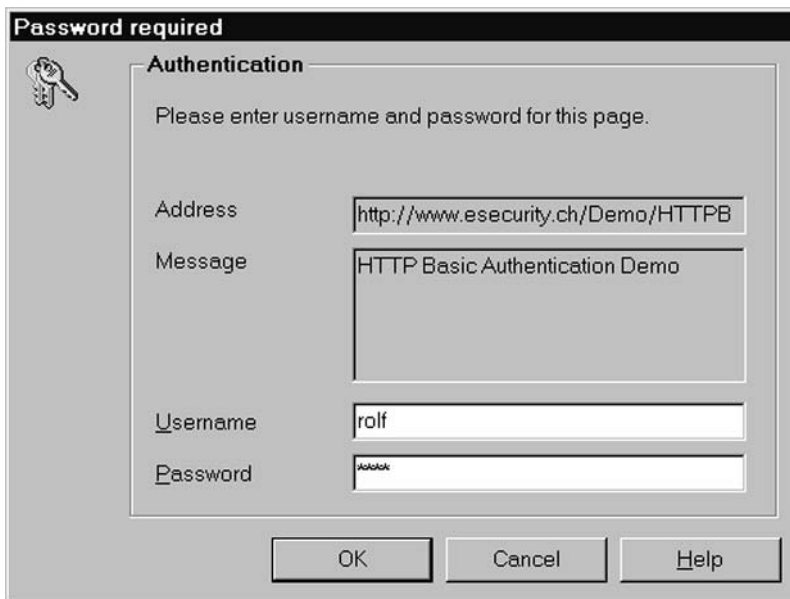 Password required
Authentication
Please enter username and password for this page.
Address http://www.esecurity.ch/Demo/HTTPB
Message HTTP Basic Authentication Demo
Username rolf
Password ****
OK Cancel Help